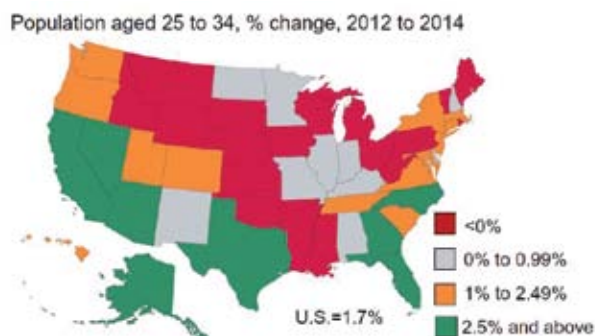 Population aged 25 to 34, % change, 2012 to 2014
<0%
0% to 0.99%
1% to 2.49%
U.S.=1.7%
2.5% and above